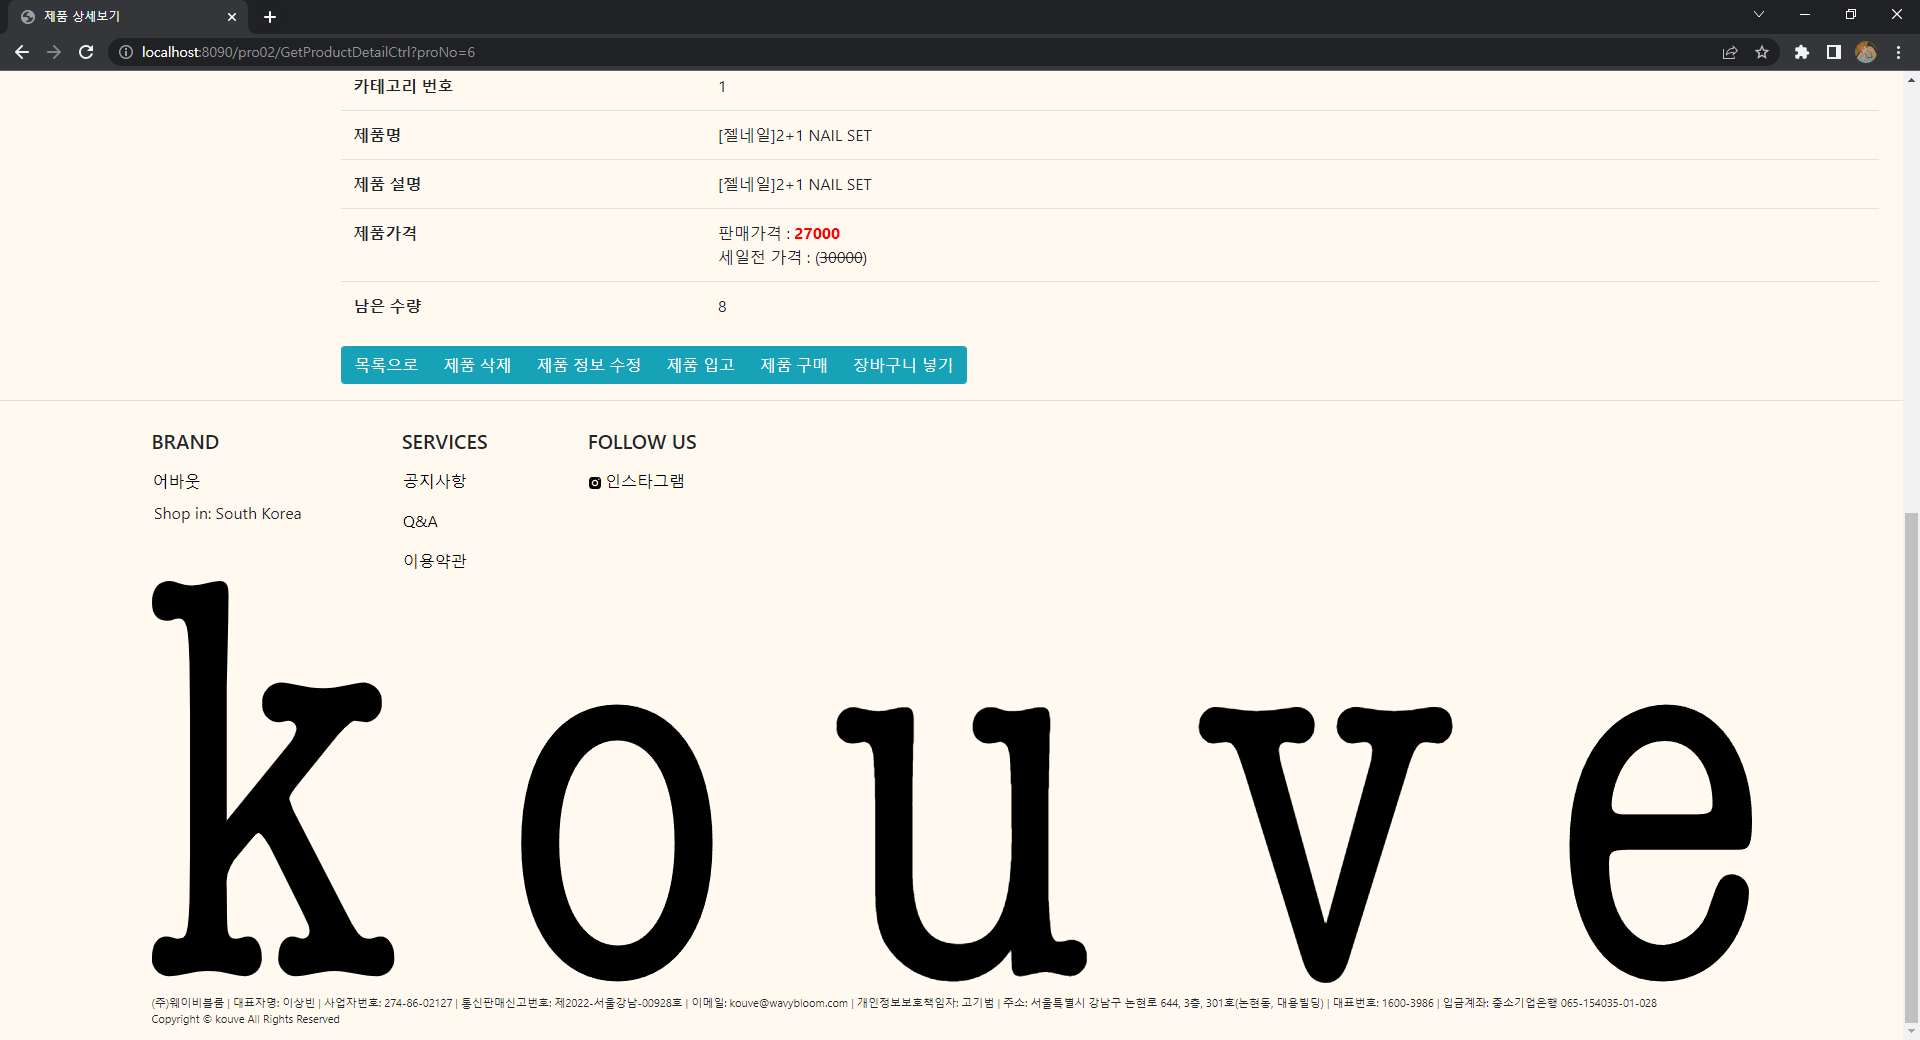 제품 상세보기
localhost:8090/pro02/GetProductDetailCtrl?proNo=6
카테고리 번호 1
제품명 [젤네일]2+1 NAIL SET
제품 설명 [젤네일]2+1 NAIL SET
제품가격 판매가격 : 27000
세일전 가격 : (30000)
남은 수량 8
목록으로 제품 삭제 제품 정보 수정 제품 입고 제품 구매 장바구니 넣기
BRAND SERVICES FOLLOW US
어바웃 공지사항 인스타그램
Shop in: South Korea
Q&A
이용약관
kouve
(주)웨이비블룸 | 대표자명: 이상빈 | 사업자번호: 274-86-02127 | 통신판매신고번호: 제2022-서울강남-00928호 | 이메일: kouve@wavybloom.com | 개인정보보호책임자: 고기범 | 주소: 서울특별시 강남구 논현로 644, 3층, 301호(논현동, 대용빌딩) | 대표번호: 1600-3986 | 입금계좌: 중소기업은행 065-154035-01-028
Copyright © kouve All Rights Reserved